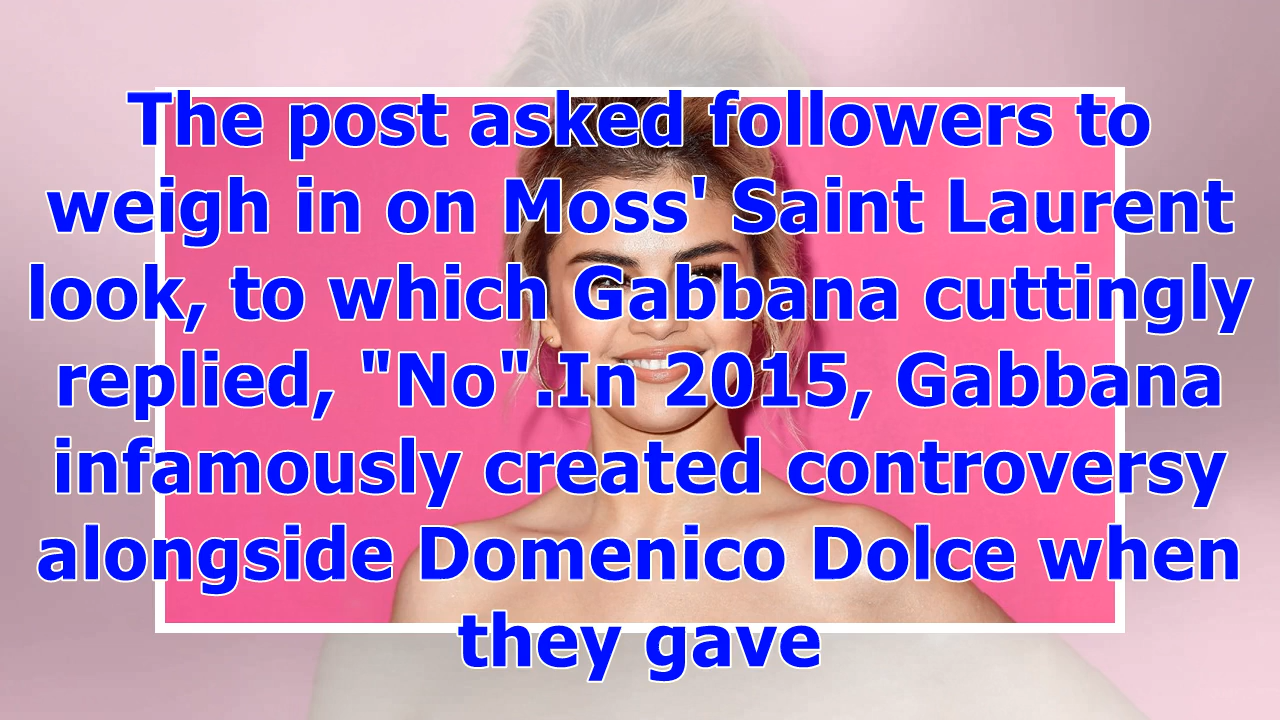 The post asked followers to
weigh in on Moss' Saint Laurent
look, to which Gabbana cuttingly
replied, "No".In 2015, Gabbana
infamously created controversy
alongside Domenico Dolce when
they gave